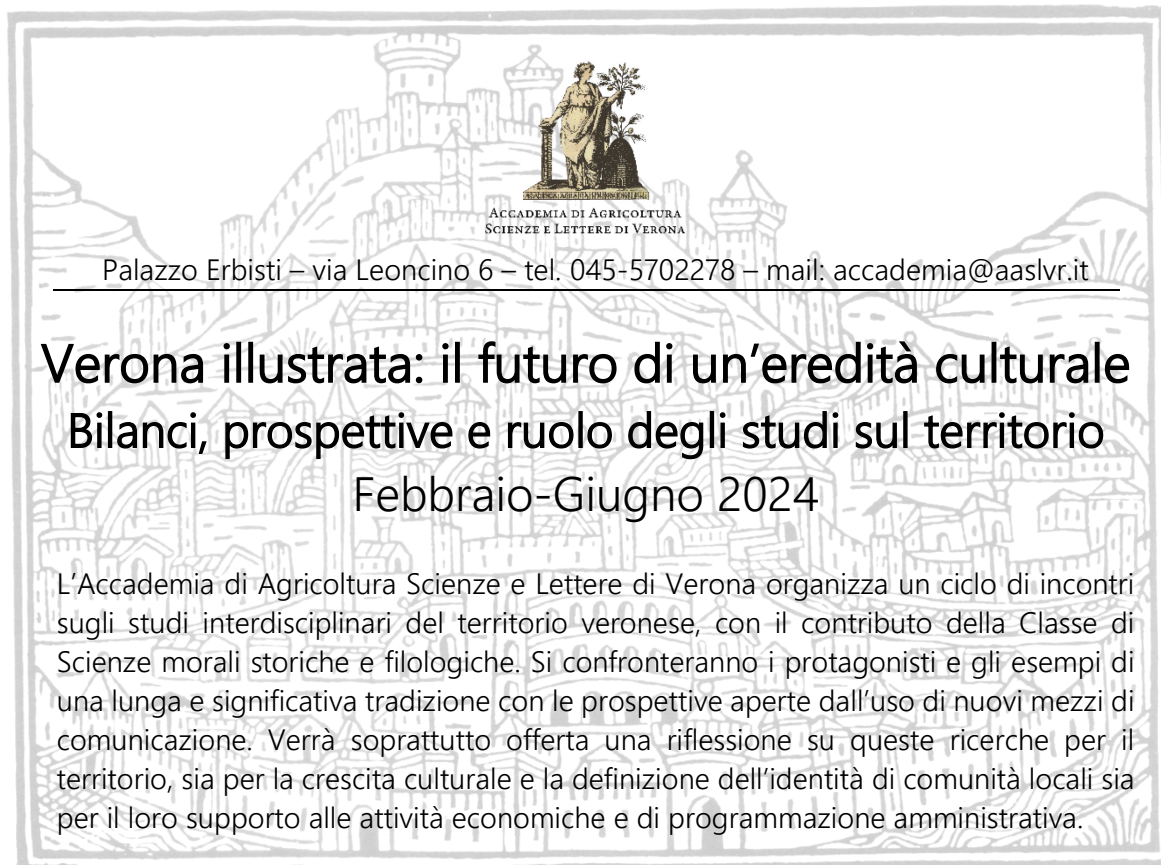 ACCADEMIA DI AGRICOLTURA
SCIENZE E LETTERE DI VERONA
Palazzo Erbisti – via Leoncino 6 – tel. 045-5702278 – mail: accademia@aaslvr.it
Verona illustrata: il futuro di un’eredità culturale
Bilanci, prospettive e ruolo degli studi sul territorio
Febbraio-Giugno 2024
L’Accademia di Agricoltura Scienze e Lettere di Verona organizza un ciclo di incontri
sugli studi interdisciplinari del territorio veronese, con il contributo della Classe di
Scienze morali storiche e filologiche. Si confronteranno i protagonisti e gli esempi di
una lunga e significativa tradizione con le prospettive aperte dall’uso di nuovi mezzi di
comunicazione. Verrà soprattutto offerta una riflessione su queste ricerche per il
territorio, sia per la crescita culturale e la definizione dell’identità di comunità locali sia
per il loro supporto alle attività economiche e di programmazione amministrativa.